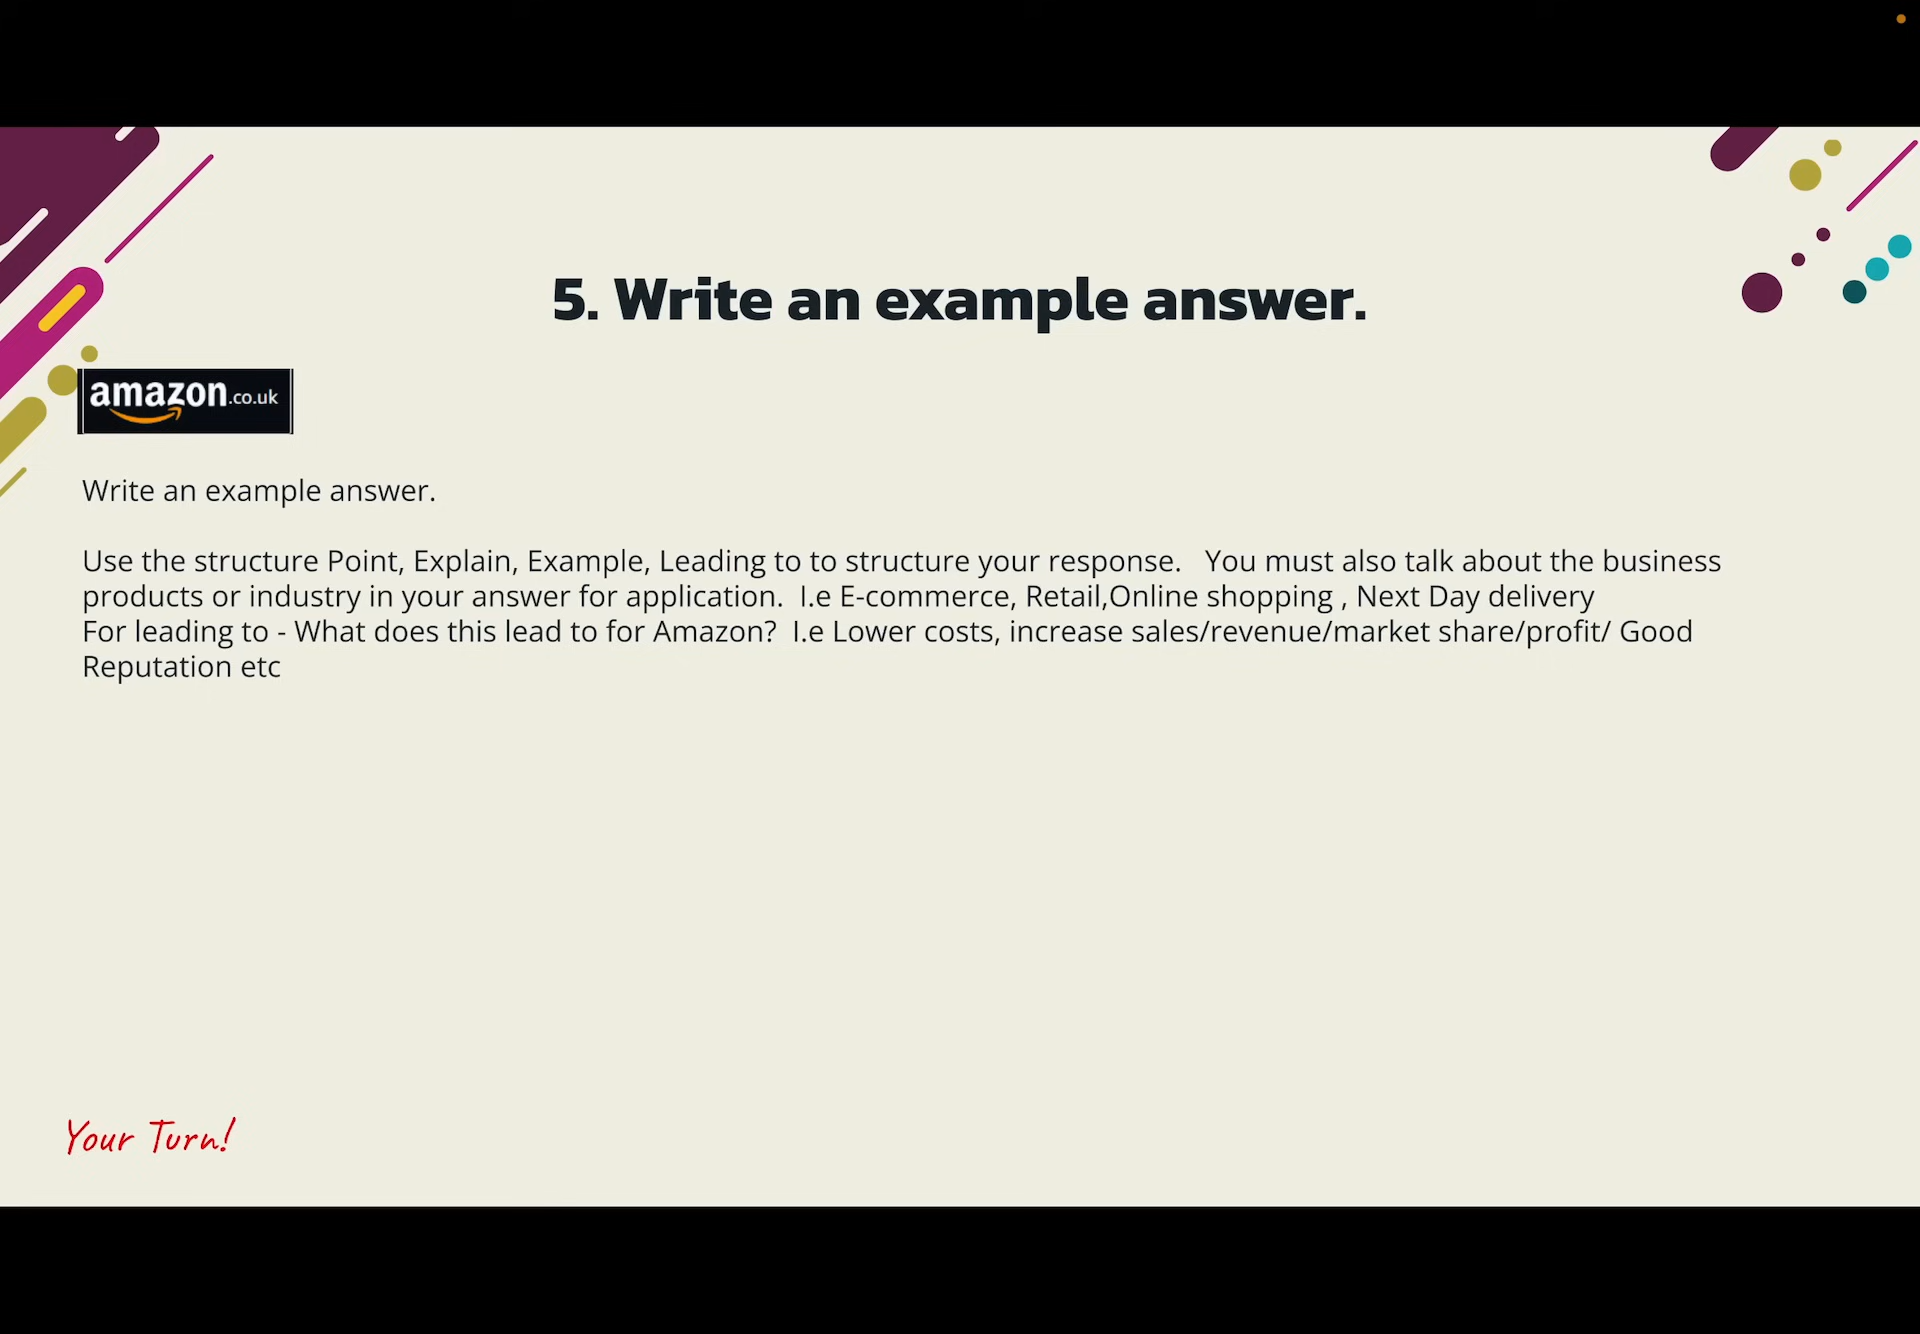 5. Write an example answer.
amazon.co.uk
Write an example answer.
Use the structure Point, Explain, Example, Leading to to structure your response.   You must also talk about the business
products or industry in your answer for application.  I.e E-commerce, Retail,Online shopping , Next Day delivery
For leading to - What does this lead to for Amazon?  I.e Lower costs, increase sales/revenue/market share/profit/ Good
Reputation etc
Your Turn!